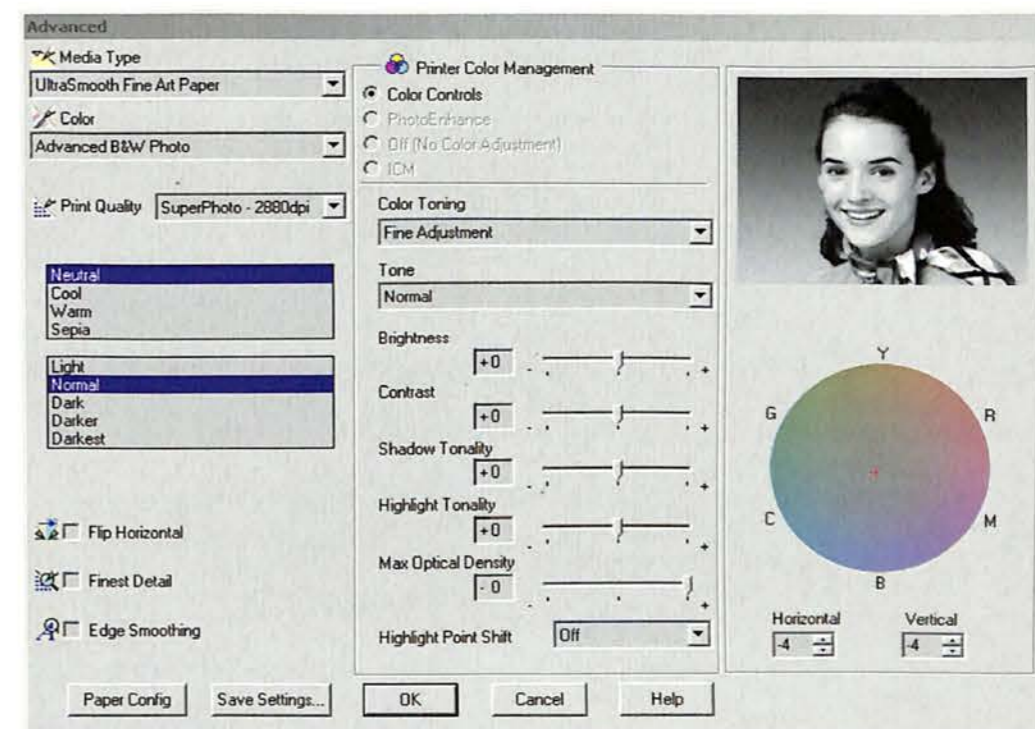 Advanced
Media Type
UltraSmooth Fine Art Paper
Color
Advanced B&W Photo
Print Quality SuperPhoto - 2880dpi
Neutral
Cool
Warm
Sepia
Light
Normal
Dark
Darker
Darkest
Flip Horizontal
Finest Detail
Edge Smoothing
Printer Color Management
Color Controls
PhotoEnhance
Off (No Color Adjustment)
ICM
Color Toning
Fine Adjustment
Tone
Normal
Brightness
+0 - +
Contrast
+0 - +
Shadow Tonality
+0 - +
Highlight Tonality
+0 - +
Max Optical Density
- 0 - +
Highlight Point Shift Off
Y
G R
C M
B
Horizontal Vertical
-4 -4
Paper Config Save Settings... OK Cancel Help